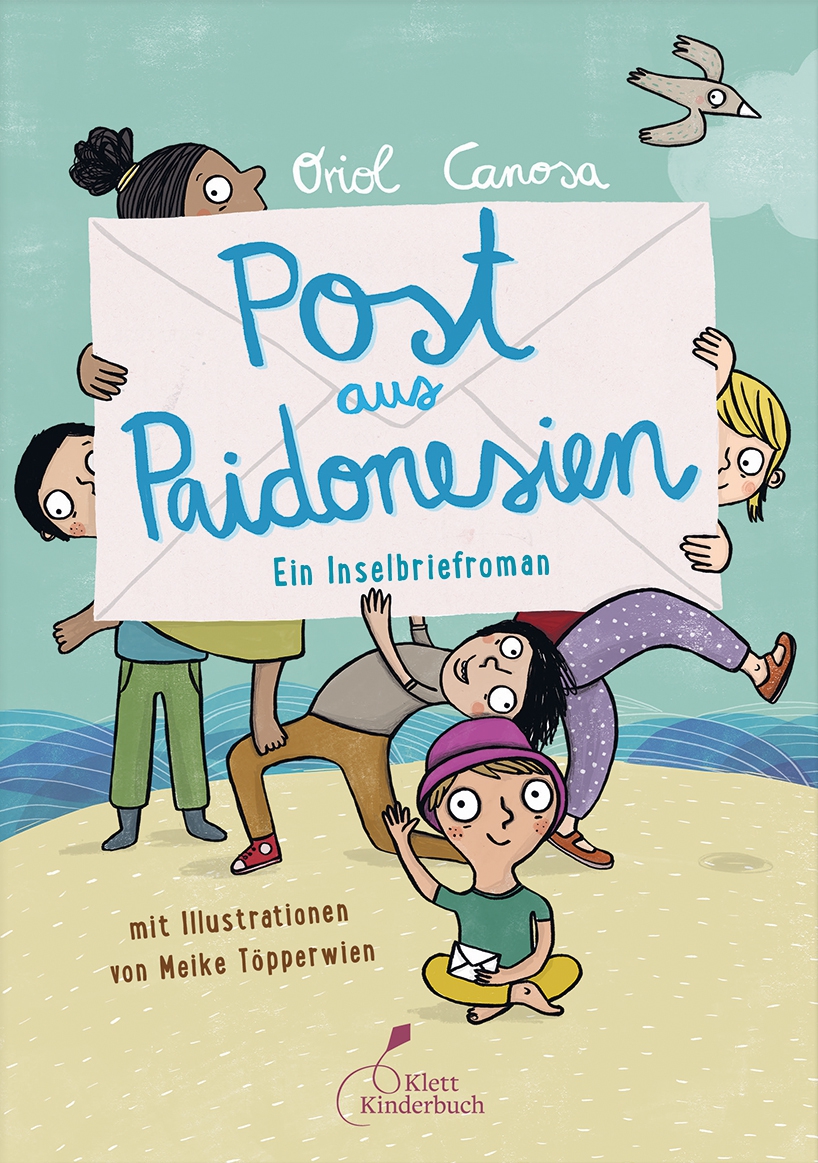 Oriol Canosa
Post
aus
Paidonesien
Ein Inselbriefroman
mit Illustrationen
von Meike Töpperwien
Klett
Kinderbuch